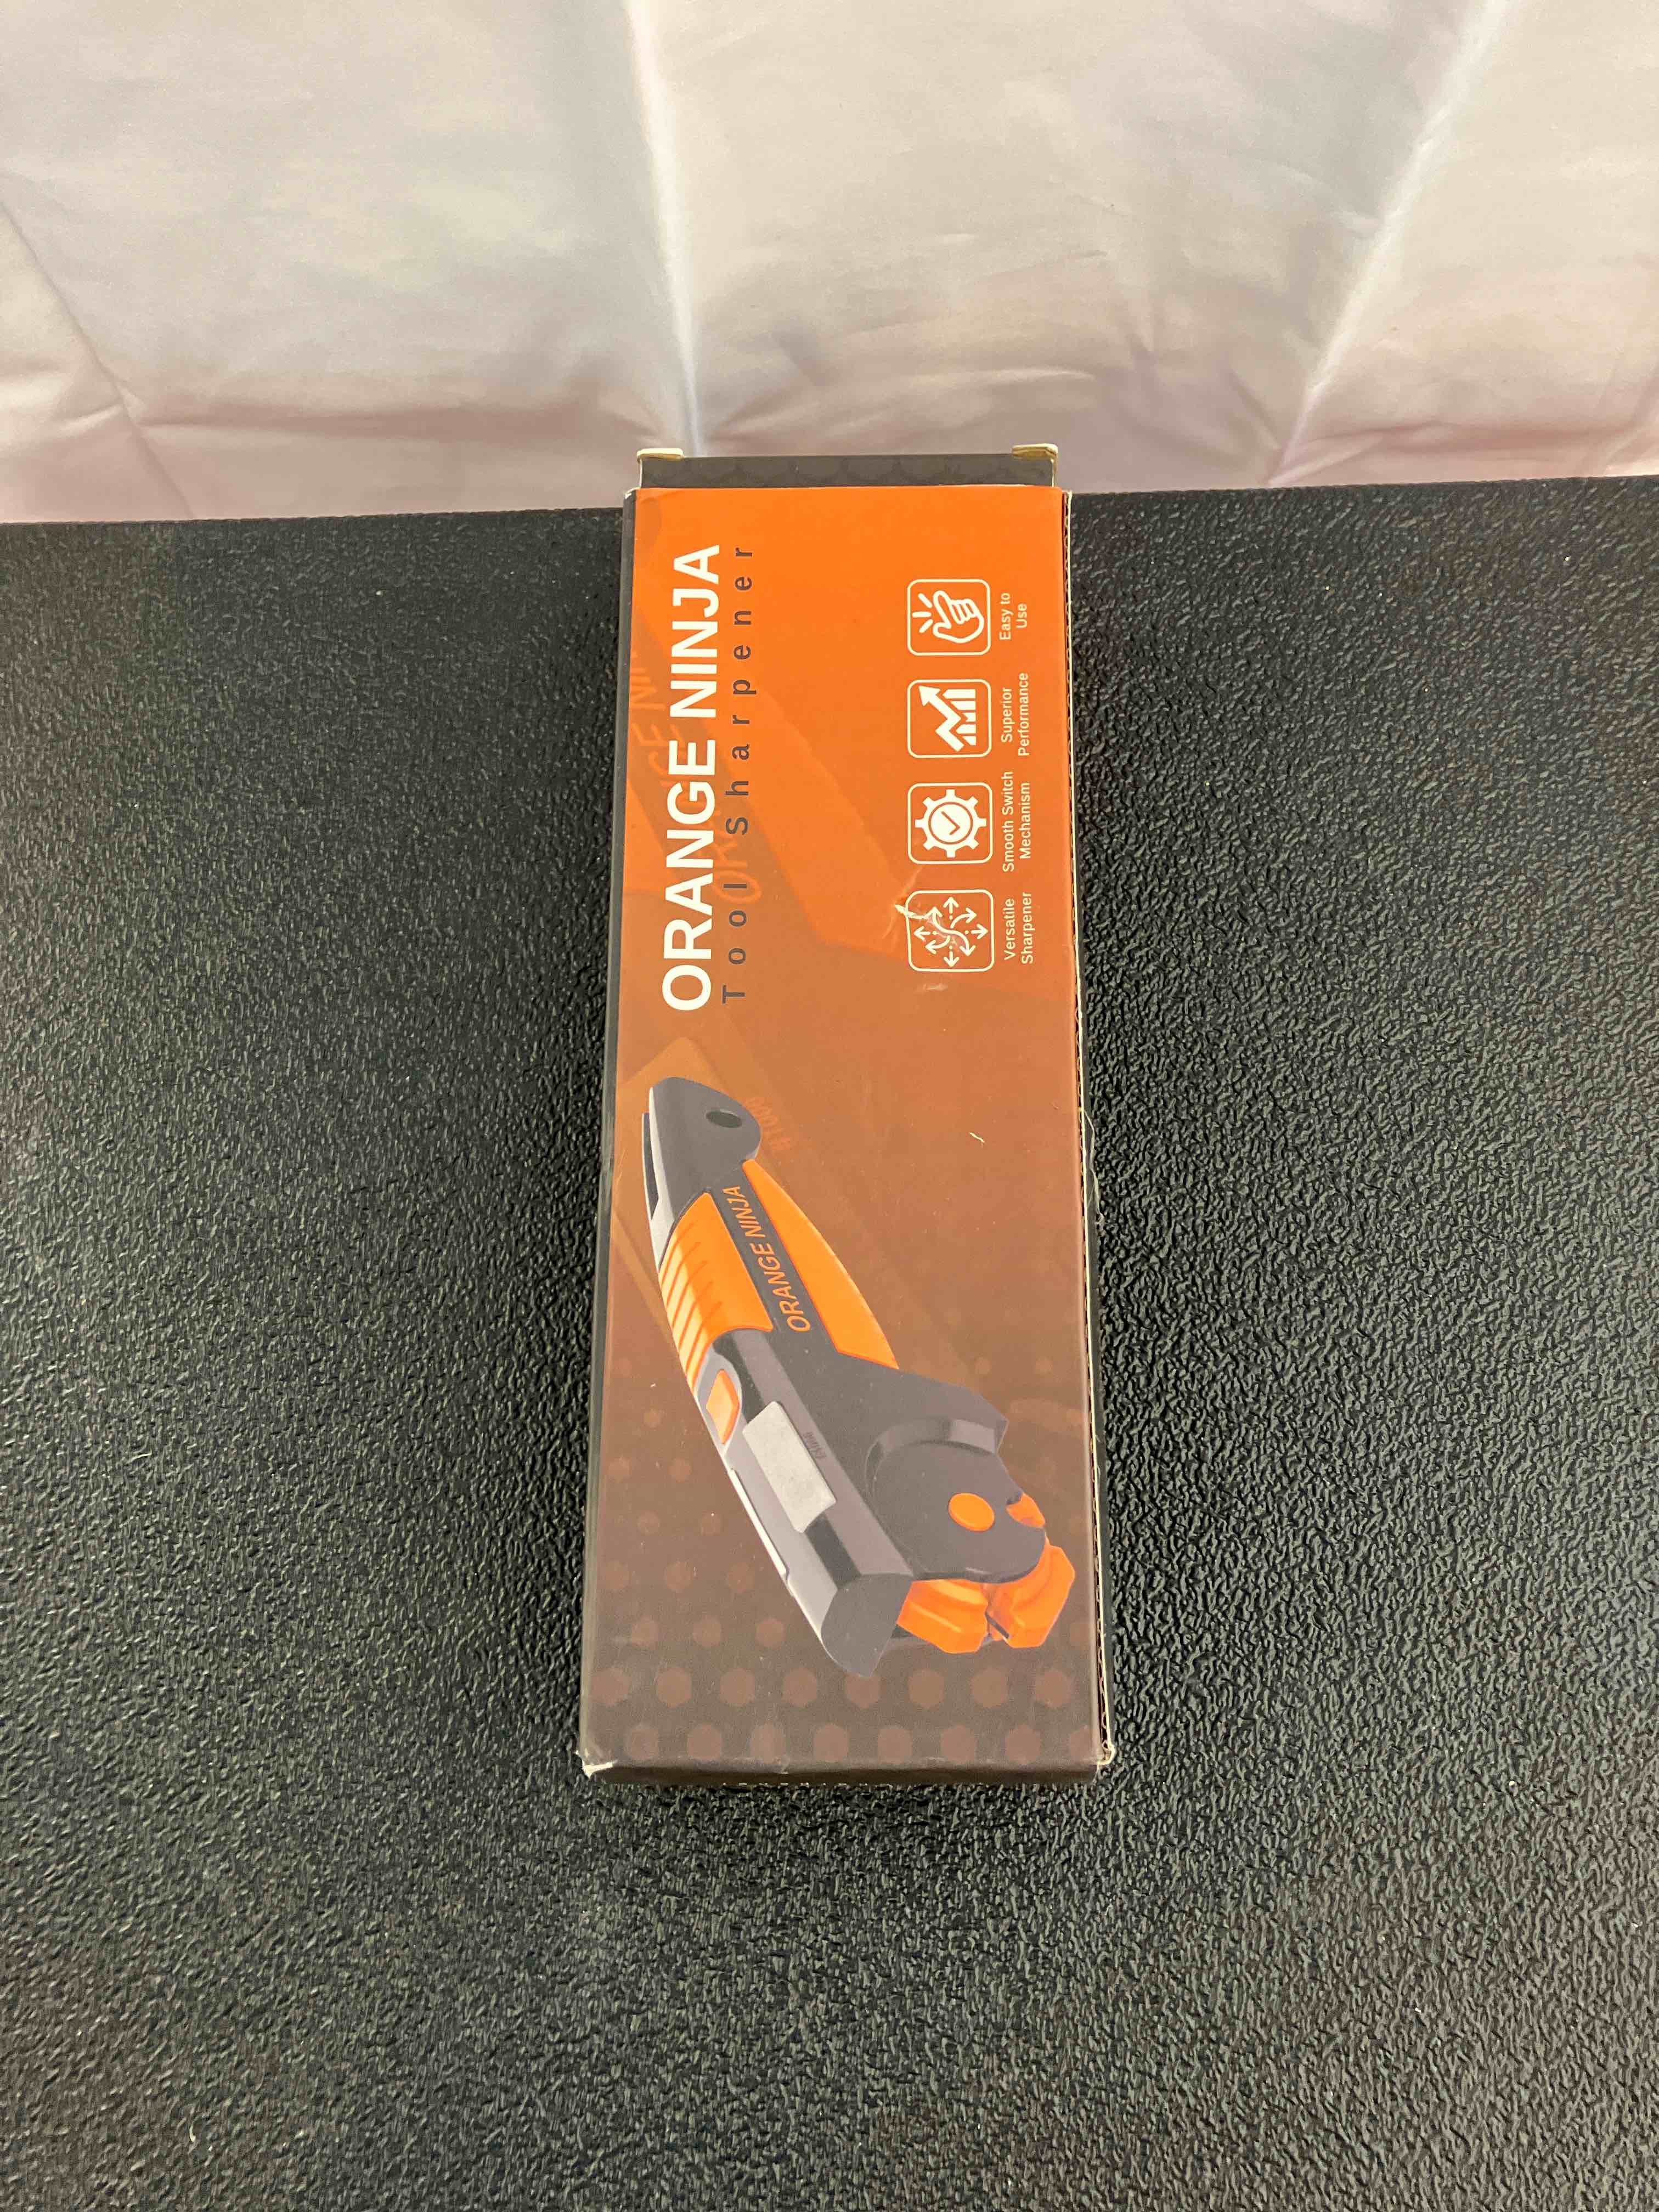 ORANGE NINJA
Tool Sharpener
Versatile
Sharpener
Smooth Switch
Mechanism
Superior
Performance
Easy to
Use
ORANGE NINJA